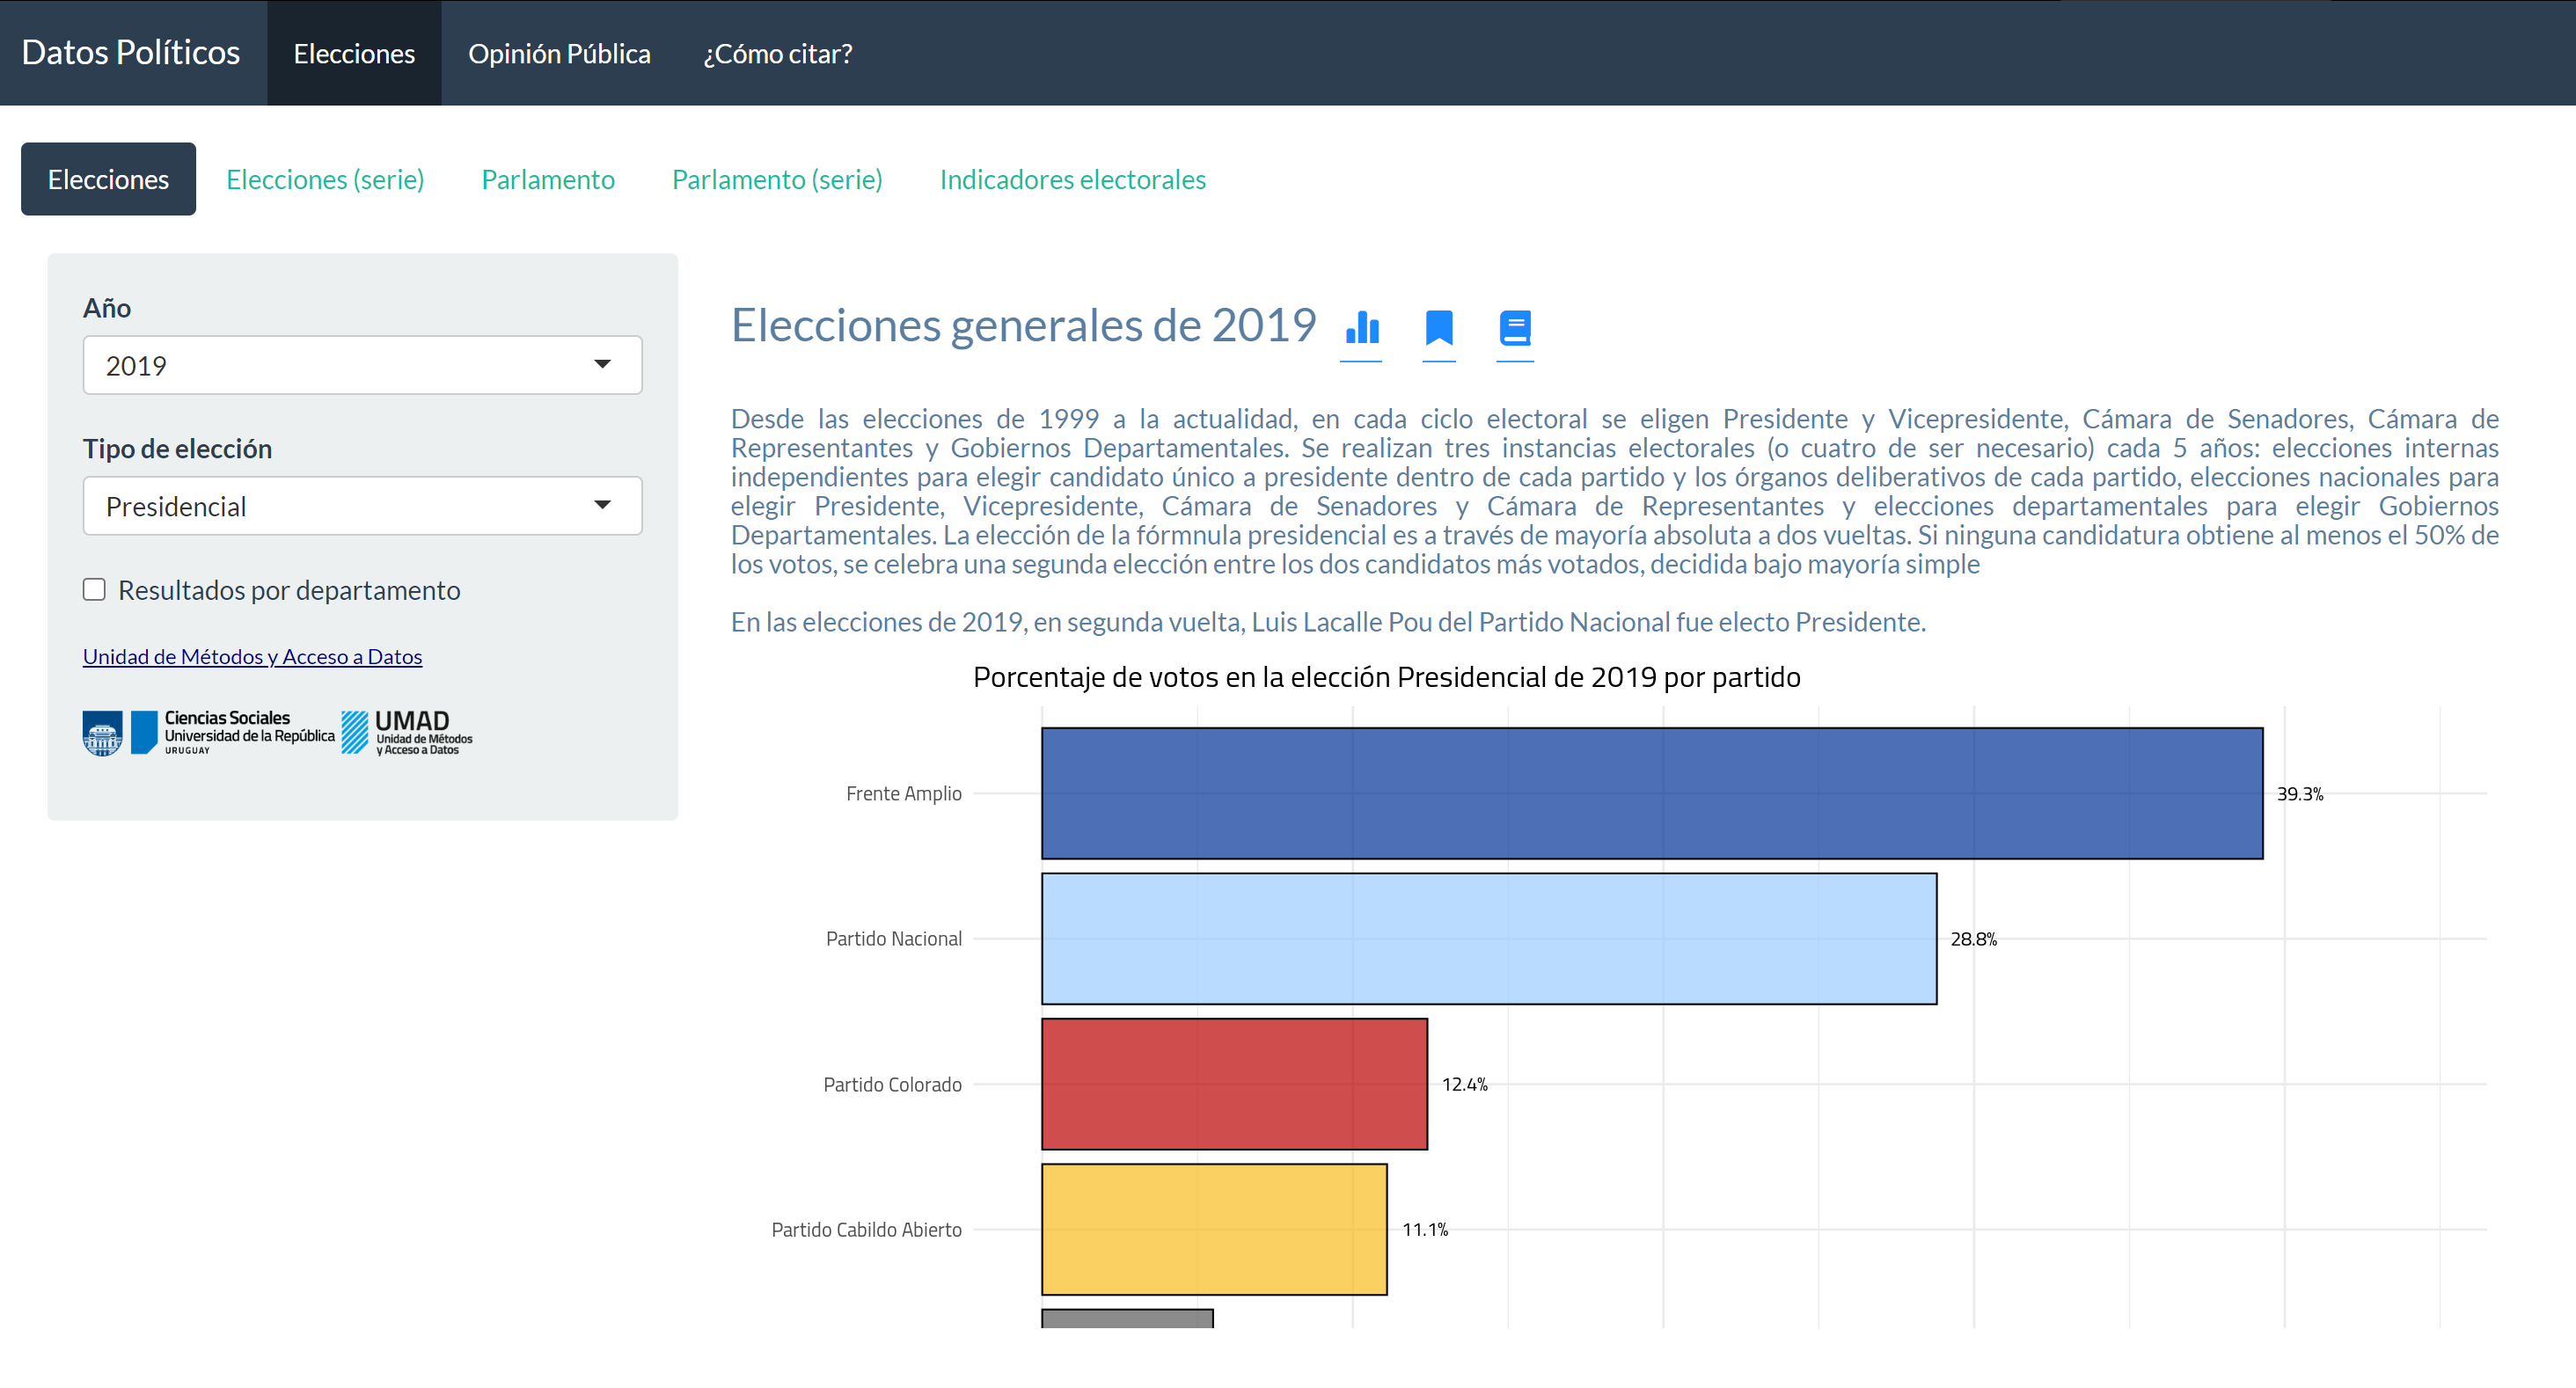 Datos Políticos
Elecciones
Opinión Pública
¿Cómo citar?
Elecciones
Elecciones (serie)
Parlamento
Parlamento (serie)
Indicadores electorales
Año
2019
Tipo de elección
Presidencial
Resultados por departamento
Unidad de Métodos y Acceso a Datos
Ciencias Sociales
Universidad de la República
URUGUAY
UMAD
Unidad de Métodos
y Acceso a Datos
Elecciones generales de 2019
Desde las elecciones de 1999 a la actualidad, en cada ciclo electoral se eligen Presidente y Vicepresidente, Cámara de Senadores, Cámara de
Representantes y Gobiernos Departamentales. Se realizan tres instancias electorales (o cuatro de ser necesario) cada 5 años: elecciones internas
independientes para elegir candidato único a presidente dentro de cada partido y los órganos deliberativos de cada partido, elecciones nacionales para
elegir Presidente, Vicepresidente, Cámara de Senadores y Cámara de Representantes y elecciones departamentales para elegir Gobiernos
Departamentales. La elección de la fórmnula presidencial es a través de mayoría absoluta a dos vueltas. Si ninguna candidatura obtiene al menos el 50% de
los votos, se celebra una segunda elección entre los dos candidatos más votados, decidida bajo mayoría simple
En las elecciones de 2019, en segunda vuelta, Luis Lacalle Pou del Partido Nacional fue electo Presidente.
Porcentaje de votos en la elección Presidencial de 2019 por partido
Frente Amplio
39.3%
Partido Nacional
28.8%
Partido Colorado
12.4%
Partido Cabildo Abierto
11.1%